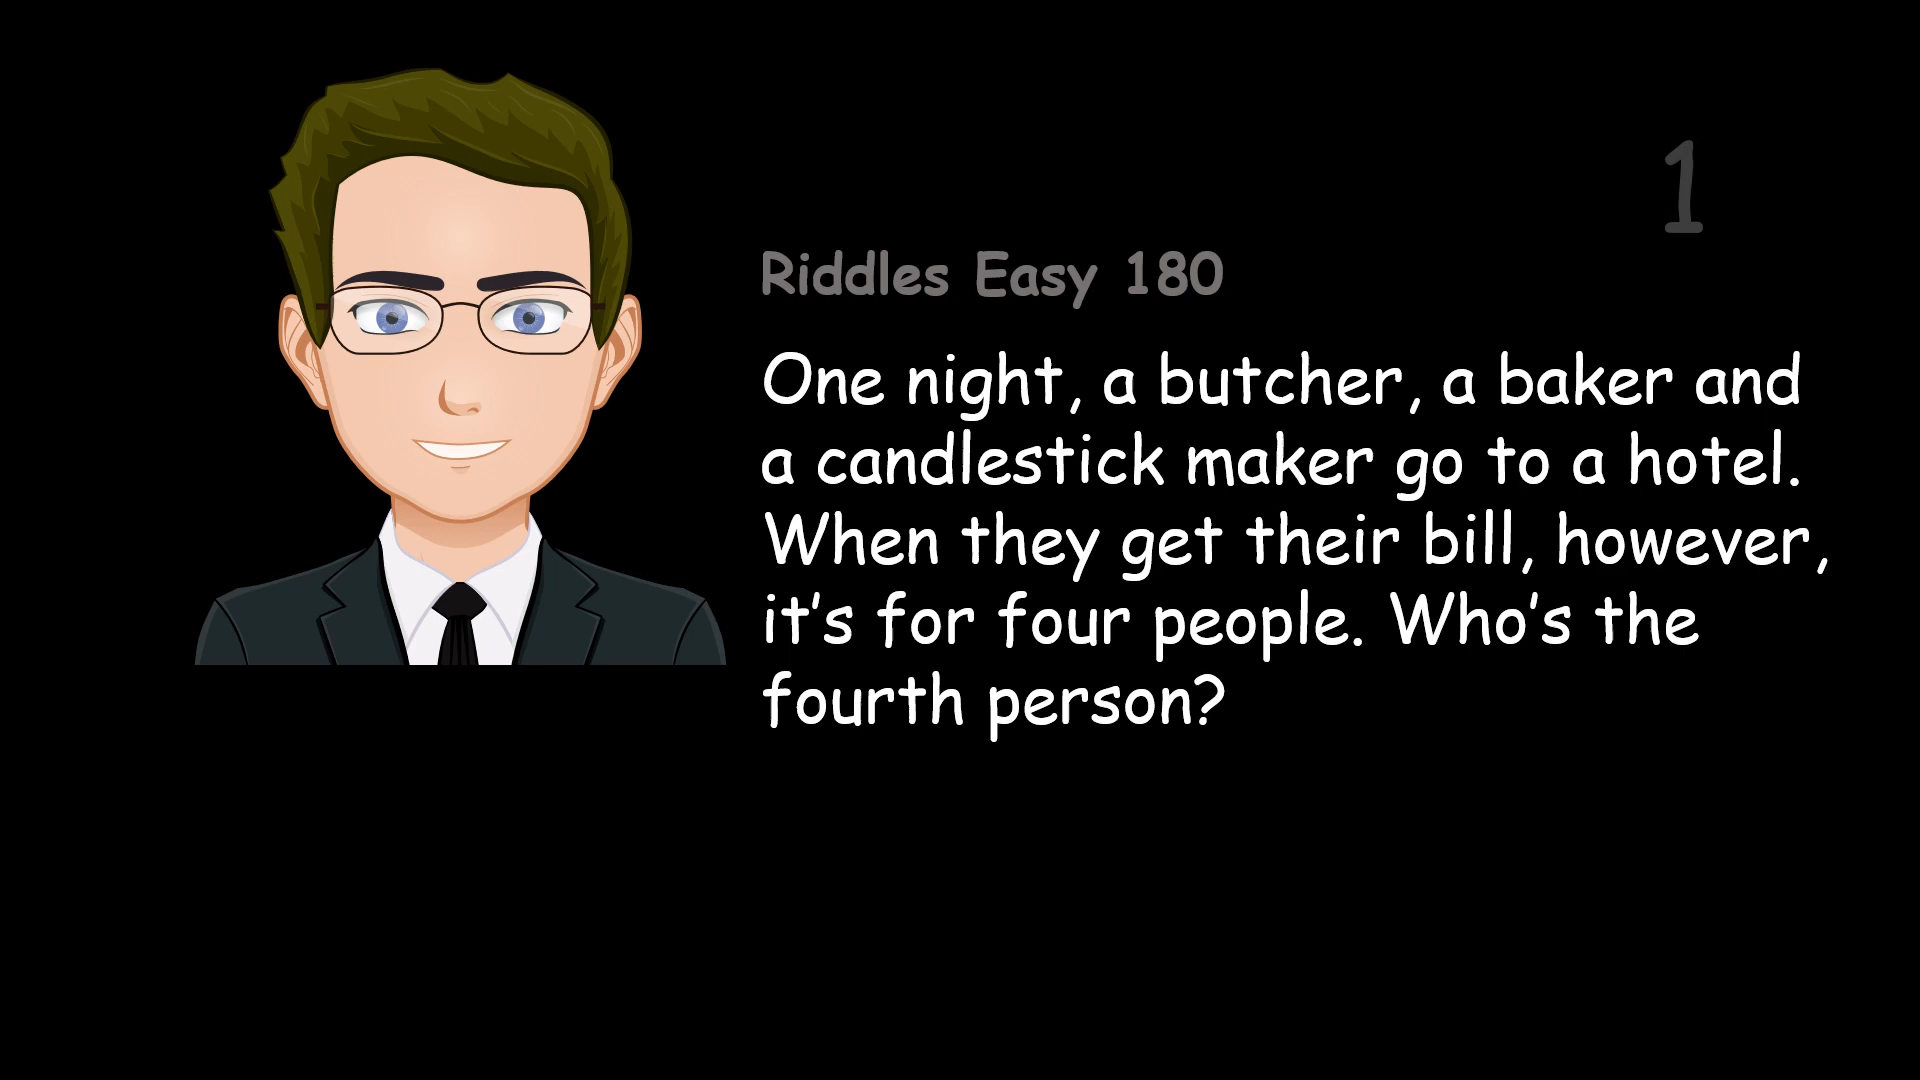 1
Riddles Easy 180
One night, a butcher, a baker and
a candlestick maker go to a hotel.
When they get their bill, however,
it’s for four people. Who’s the
fourth person?